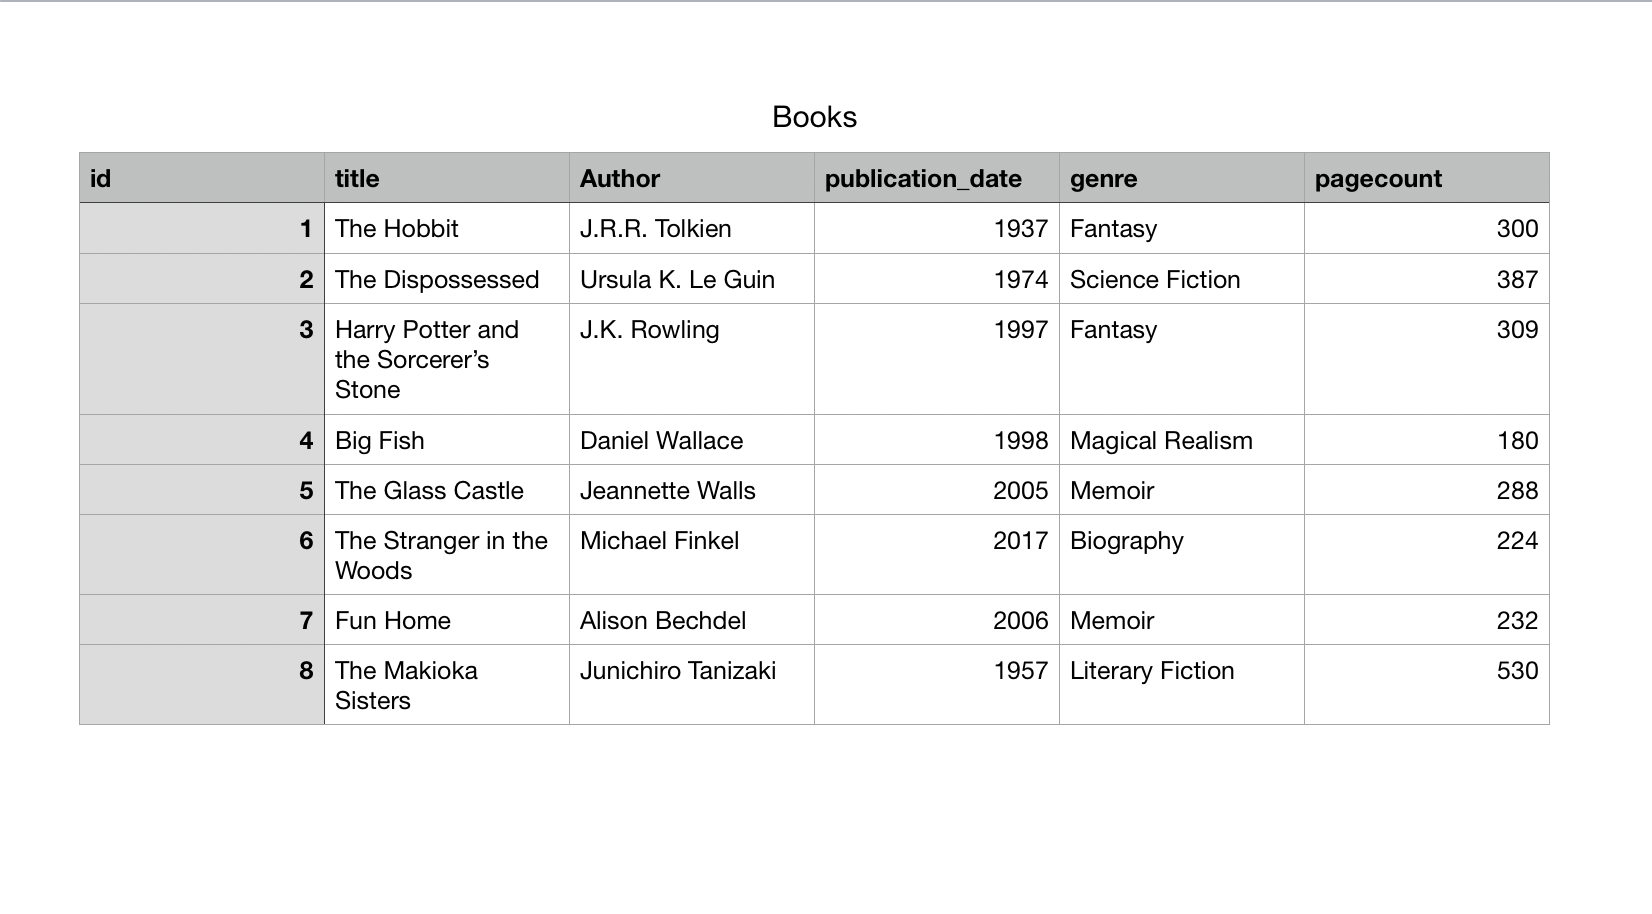 Books
id title Author publication_date genre pagecount
1 The Hobbit J.R.R. Tolkien 1937 Fantasy 300
2 The Dispossessed Ursula K. Le Guin 1974 Science Fiction 387
3 Harry Potter and J.K. Rowling 1997 Fantasy 309
the Sorcerer’s
Stone
4 Big Fish Daniel Wallace 1998 Magical Realism 180
5 The Glass Castle Jeannette Walls 2005 Memoir 288
6 The Stranger in the Michael Finkel 2017 Biography 224
Woods
7 Fun Home Alison Bechdel 2006 Memoir 232
8 The Makioka Junichiro Tanizaki 1957 Literary Fiction 530
Sisters